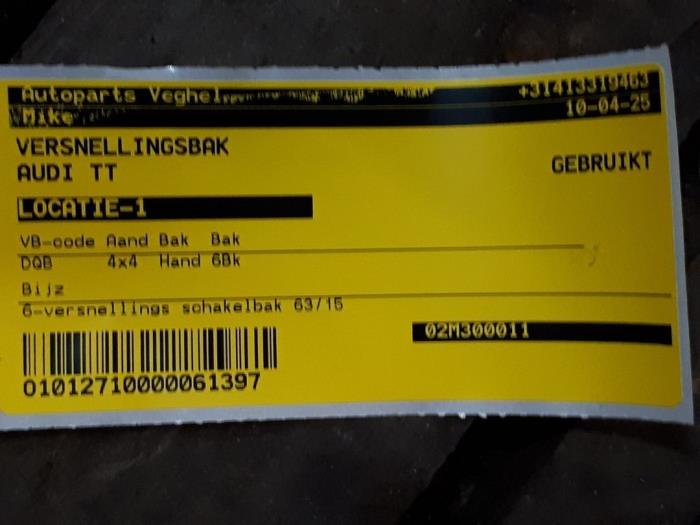 Autoparts Veghel +31413319463
Mike 10-04-25
VERSNELLINGSBAK
AUDI TT GEBRUIKT
LOCATIE-1
VB-code Aand Bak Bak
DQB 4x4 Hand 6Bk
Bijz
6-versnellings schakelbak 63/15
02M300011
01012710000061397